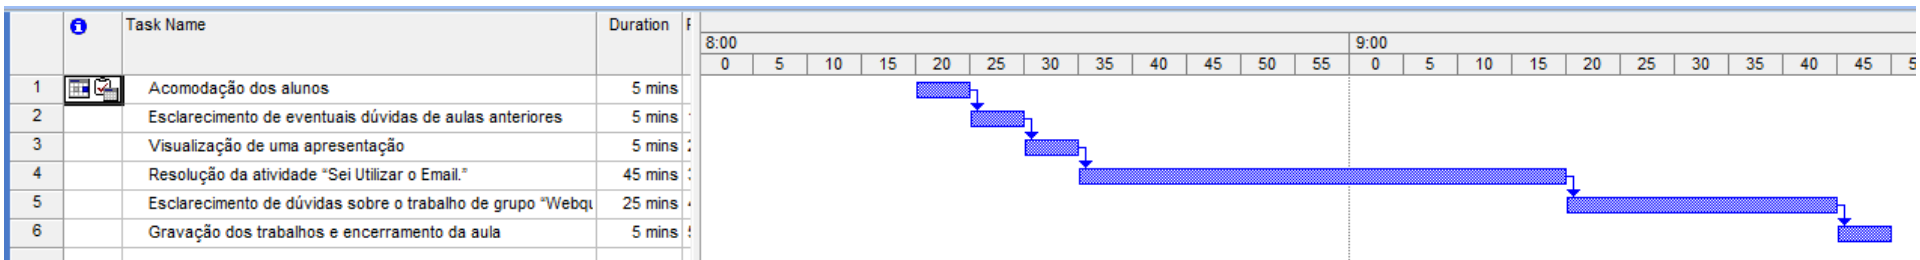 Task Name Duration
8:00 9:00
0 5 10 15 20 25 30 35 40 45 50 55 0 5 10 15 20 25 30 35 40 45 5
1 Acomodação dos alunos 5 mins
2 Esclarecimento de eventuais dúvidas de aulas anteriores 5 mins
3 Visualização de uma apresentação 5 mins
4 Resolução da atividade “Sei Utilizar o Email.” 45 mins
5 Esclarecimento de dúvidas sobre o trabalho de grupo “Webqu 25 mins
6 Gravação dos trabalhos e encerramento da aula 5 mins